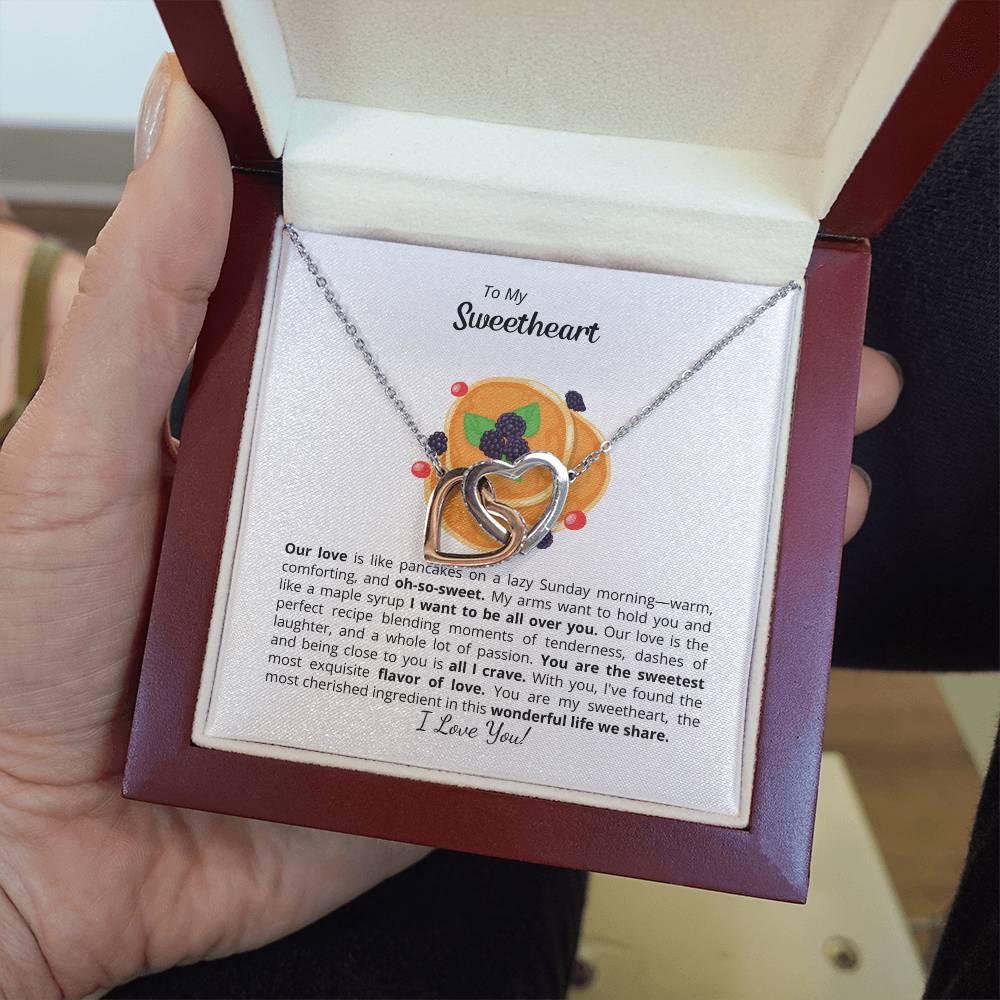 To My
Sweetheart
Our love is like pancakes on a lazy Sunday morning—warm,
comforting, and oh-so-sweet. My arms want to hold you and
like a maple syrup I want to be all over you. Our love is the
perfect recipe blending moments of tenderness, dashes of
laughter, and a whole lot of passion. You are the sweetest
and being close to you is all I crave. With you, I've found the
most exquisite flavor of love. You are my sweetheart, the
most cherished ingredient in this wonderful life we share.
I Love You!